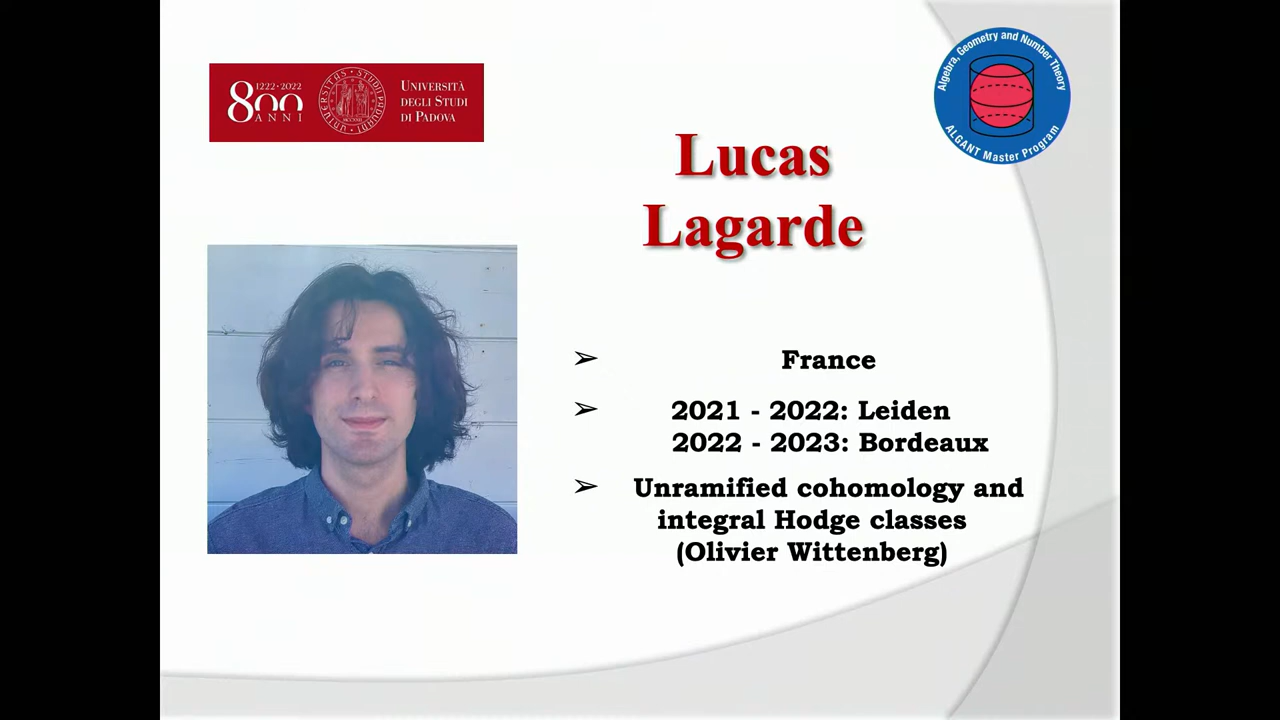 1222·2022
800
ANNI
UNIVERSITÀ
DEGLI STUDI
DI PADOVA
Algebra, Geometry and Number Theory
ALGANT Master Program
Lucas
Lagarde
➢ France
➢ 2021 - 2022: Leiden
2022 - 2023: Bordeaux
➢ Unramified cohomology and
integral Hodge classes
(Olivier Wittenberg)